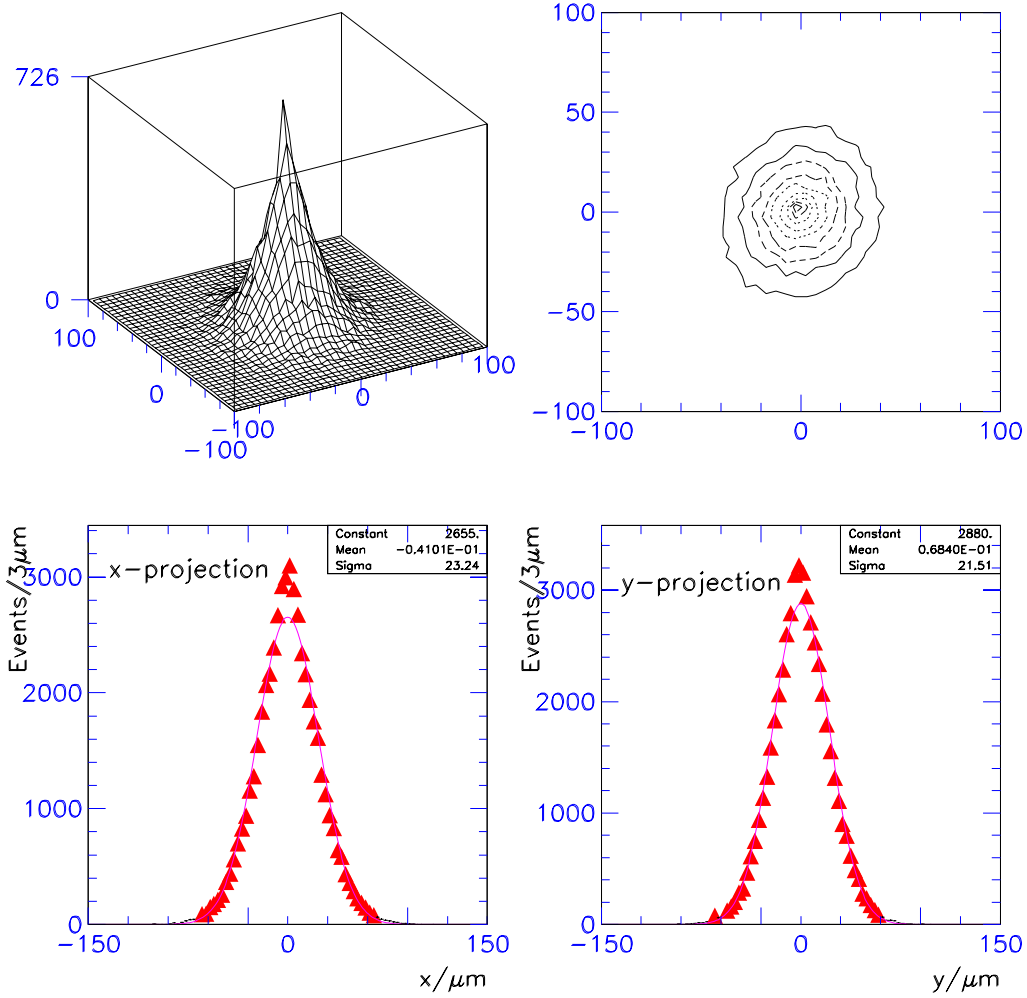 726
0
100
0
−100
−100
0
100
100
50
0
−50
−100
−100
0
100
Events/3μm
x−projection
Constant 2655.
Mean −0.4101E−01
Sigma 23.24
3000
2000
1000
0
−150
0
150
x/μm
Events/3μm
y−projection
Constant 2880.
Mean 0.6840E−01
Sigma 21.51
3000
2000
1000
0
−150
0
150
y/μm